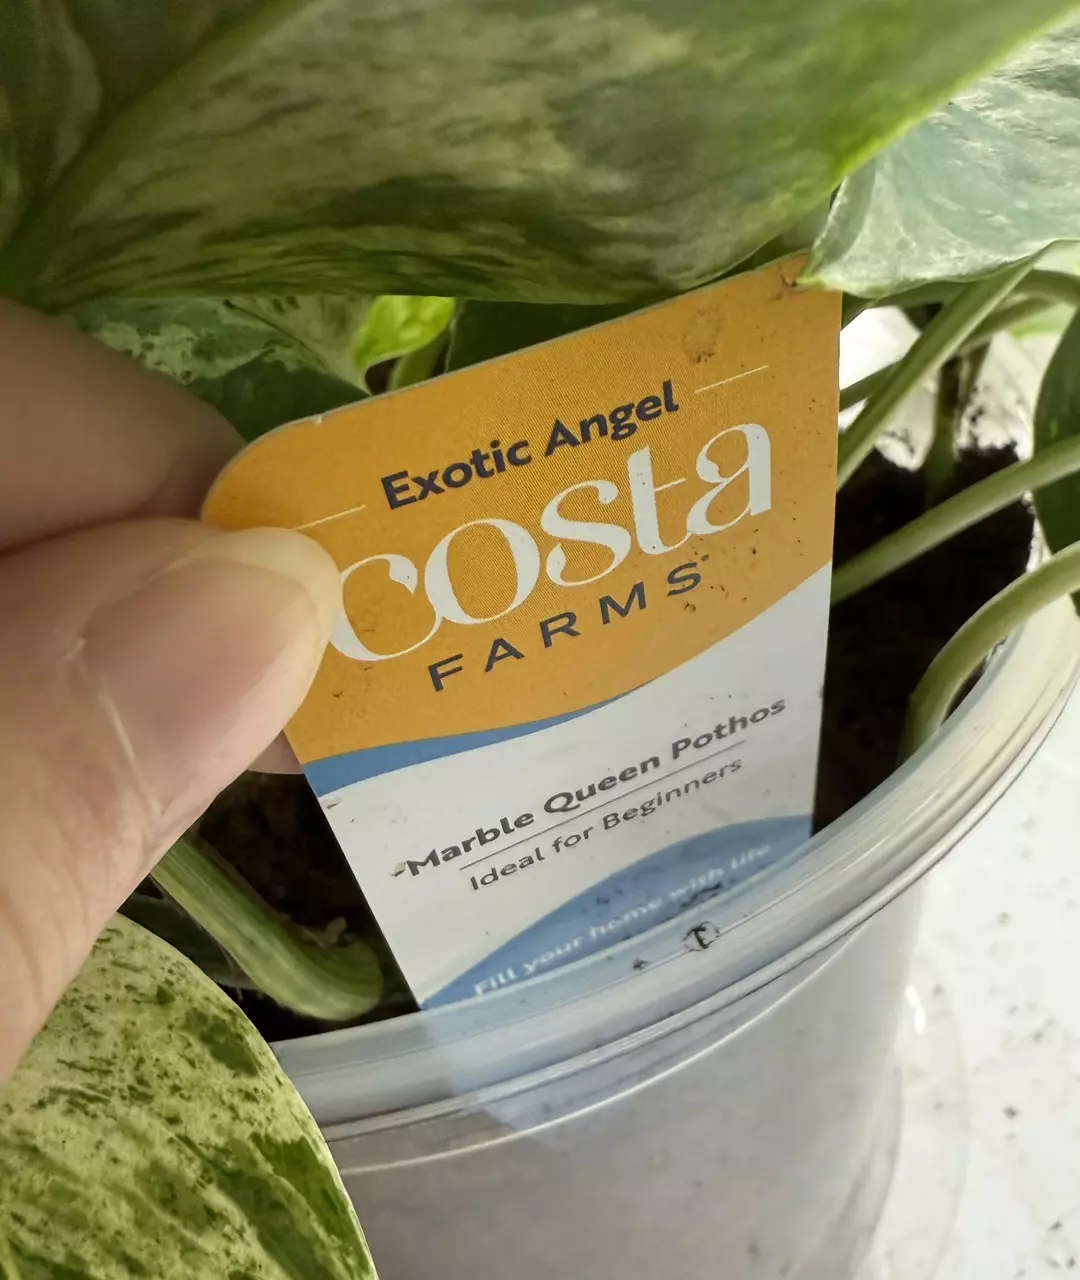 Exotic Angel
costa
FARMS
Marble Queen Pothos
Ideal for Beginners
Fill your home with life